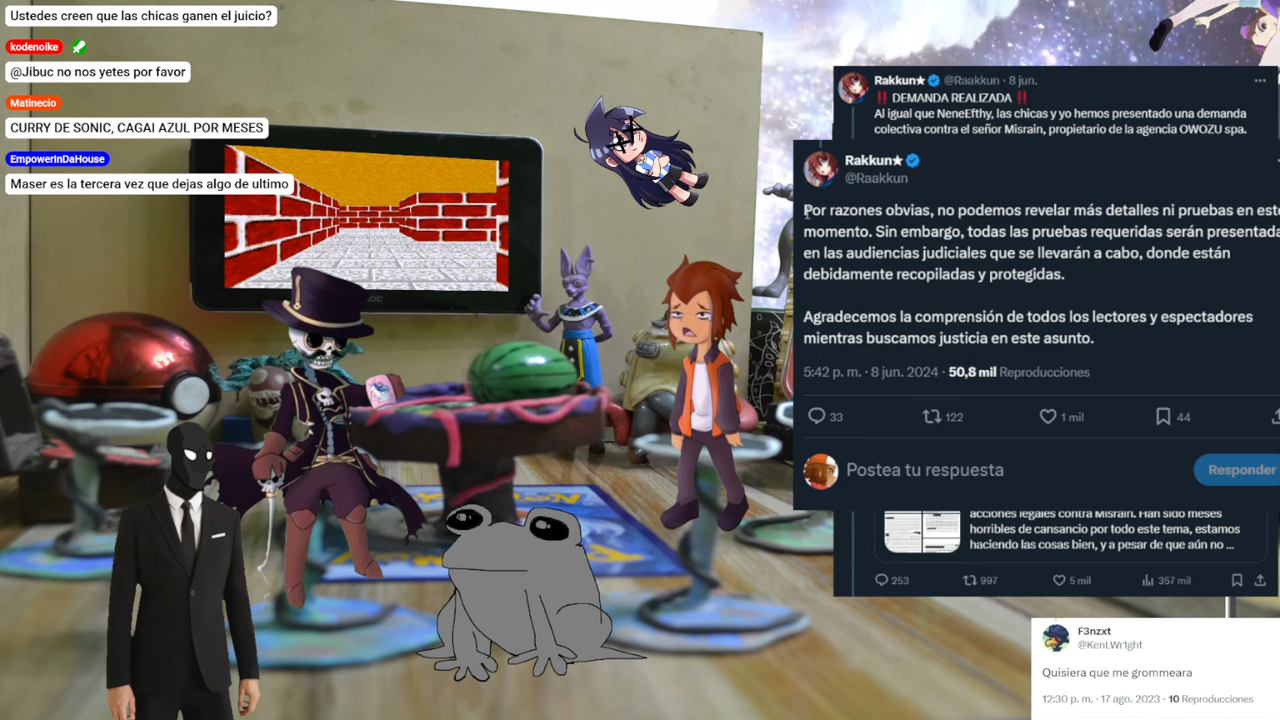 Ustedes creen que las chicas ganen el juicio?
kodenoike
@Jibuc no nos yetes por favor
Matinecio
CURRY DE SONIC, CAGAI AZUL POR MESES
EmpowerInDaHouse
Maser es la tercera vez que dejas algo de ultimo
Rakkun★ @Raakkun · 8 jun.
‼ DEMANDA REALIZADA ‼
Al igual que NeneEfthy, las chicas y yo hemos presentado una demanda
colectiva contra el señor Misrain, propietario de la agencia OWOZU spa.
Rakkun★
@Raakkun
Por razones obvias, no podemos revelar más detalles ni pruebas en este
momento. Sin embargo, todas las pruebas requeridas serán presentada
en las audiencias judiciales que se llevarán a cabo, donde están
debidamente recopiladas y protegidas.
Agradecemos la comprensión de todos los lectores y espectadores
mientras buscamos justicia en este asunto.
5:42 p. m. · 8 jun. 2024 · 50,8 mil Reproducciones
33 122 1 mil 44
Postea tu respuesta
Responder
acciones legales contra Misrain. Han sido meses
horribles de cansancio por todo este tema, estamos
haciendo las cosas bien, y a pesar de que aún no ...
253 997 5 mil 357 mil
F3nzxt
@KenLWr1ght
Quisiera que me grommeara
12:30 p. m. · 17 ago. 2023 · 10 Reproducciones